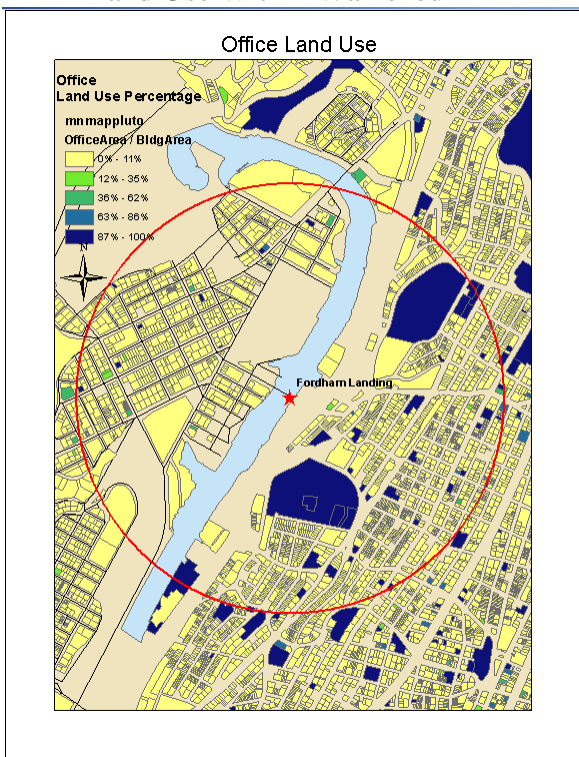 Office Land Use
Office
Land Use Percentage
mnmappluto
OfficeArea / BldgArea
0% - 11%
12% - 35%
36% - 62%
63% - 86%
87% - 100%
N
Fordham Landing